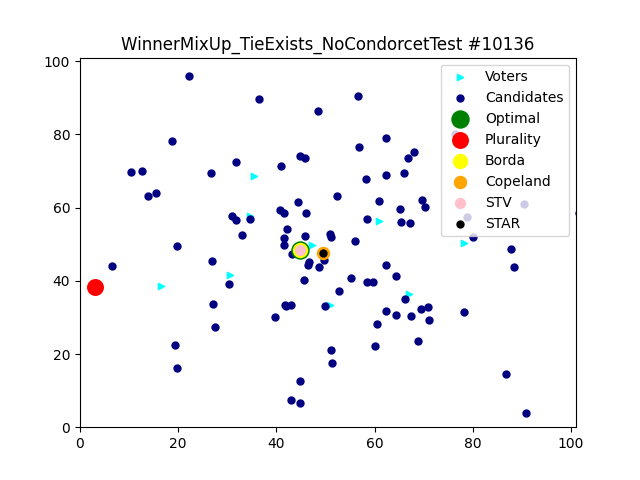 WinnerMixUp_TieExists_NoCondorcetTest #10136
100
80
60
40
20
0
0
20
40
60
80
100
Voters
Candidates
Optimal
Plurality
Borda
Copeland
STV
STAR